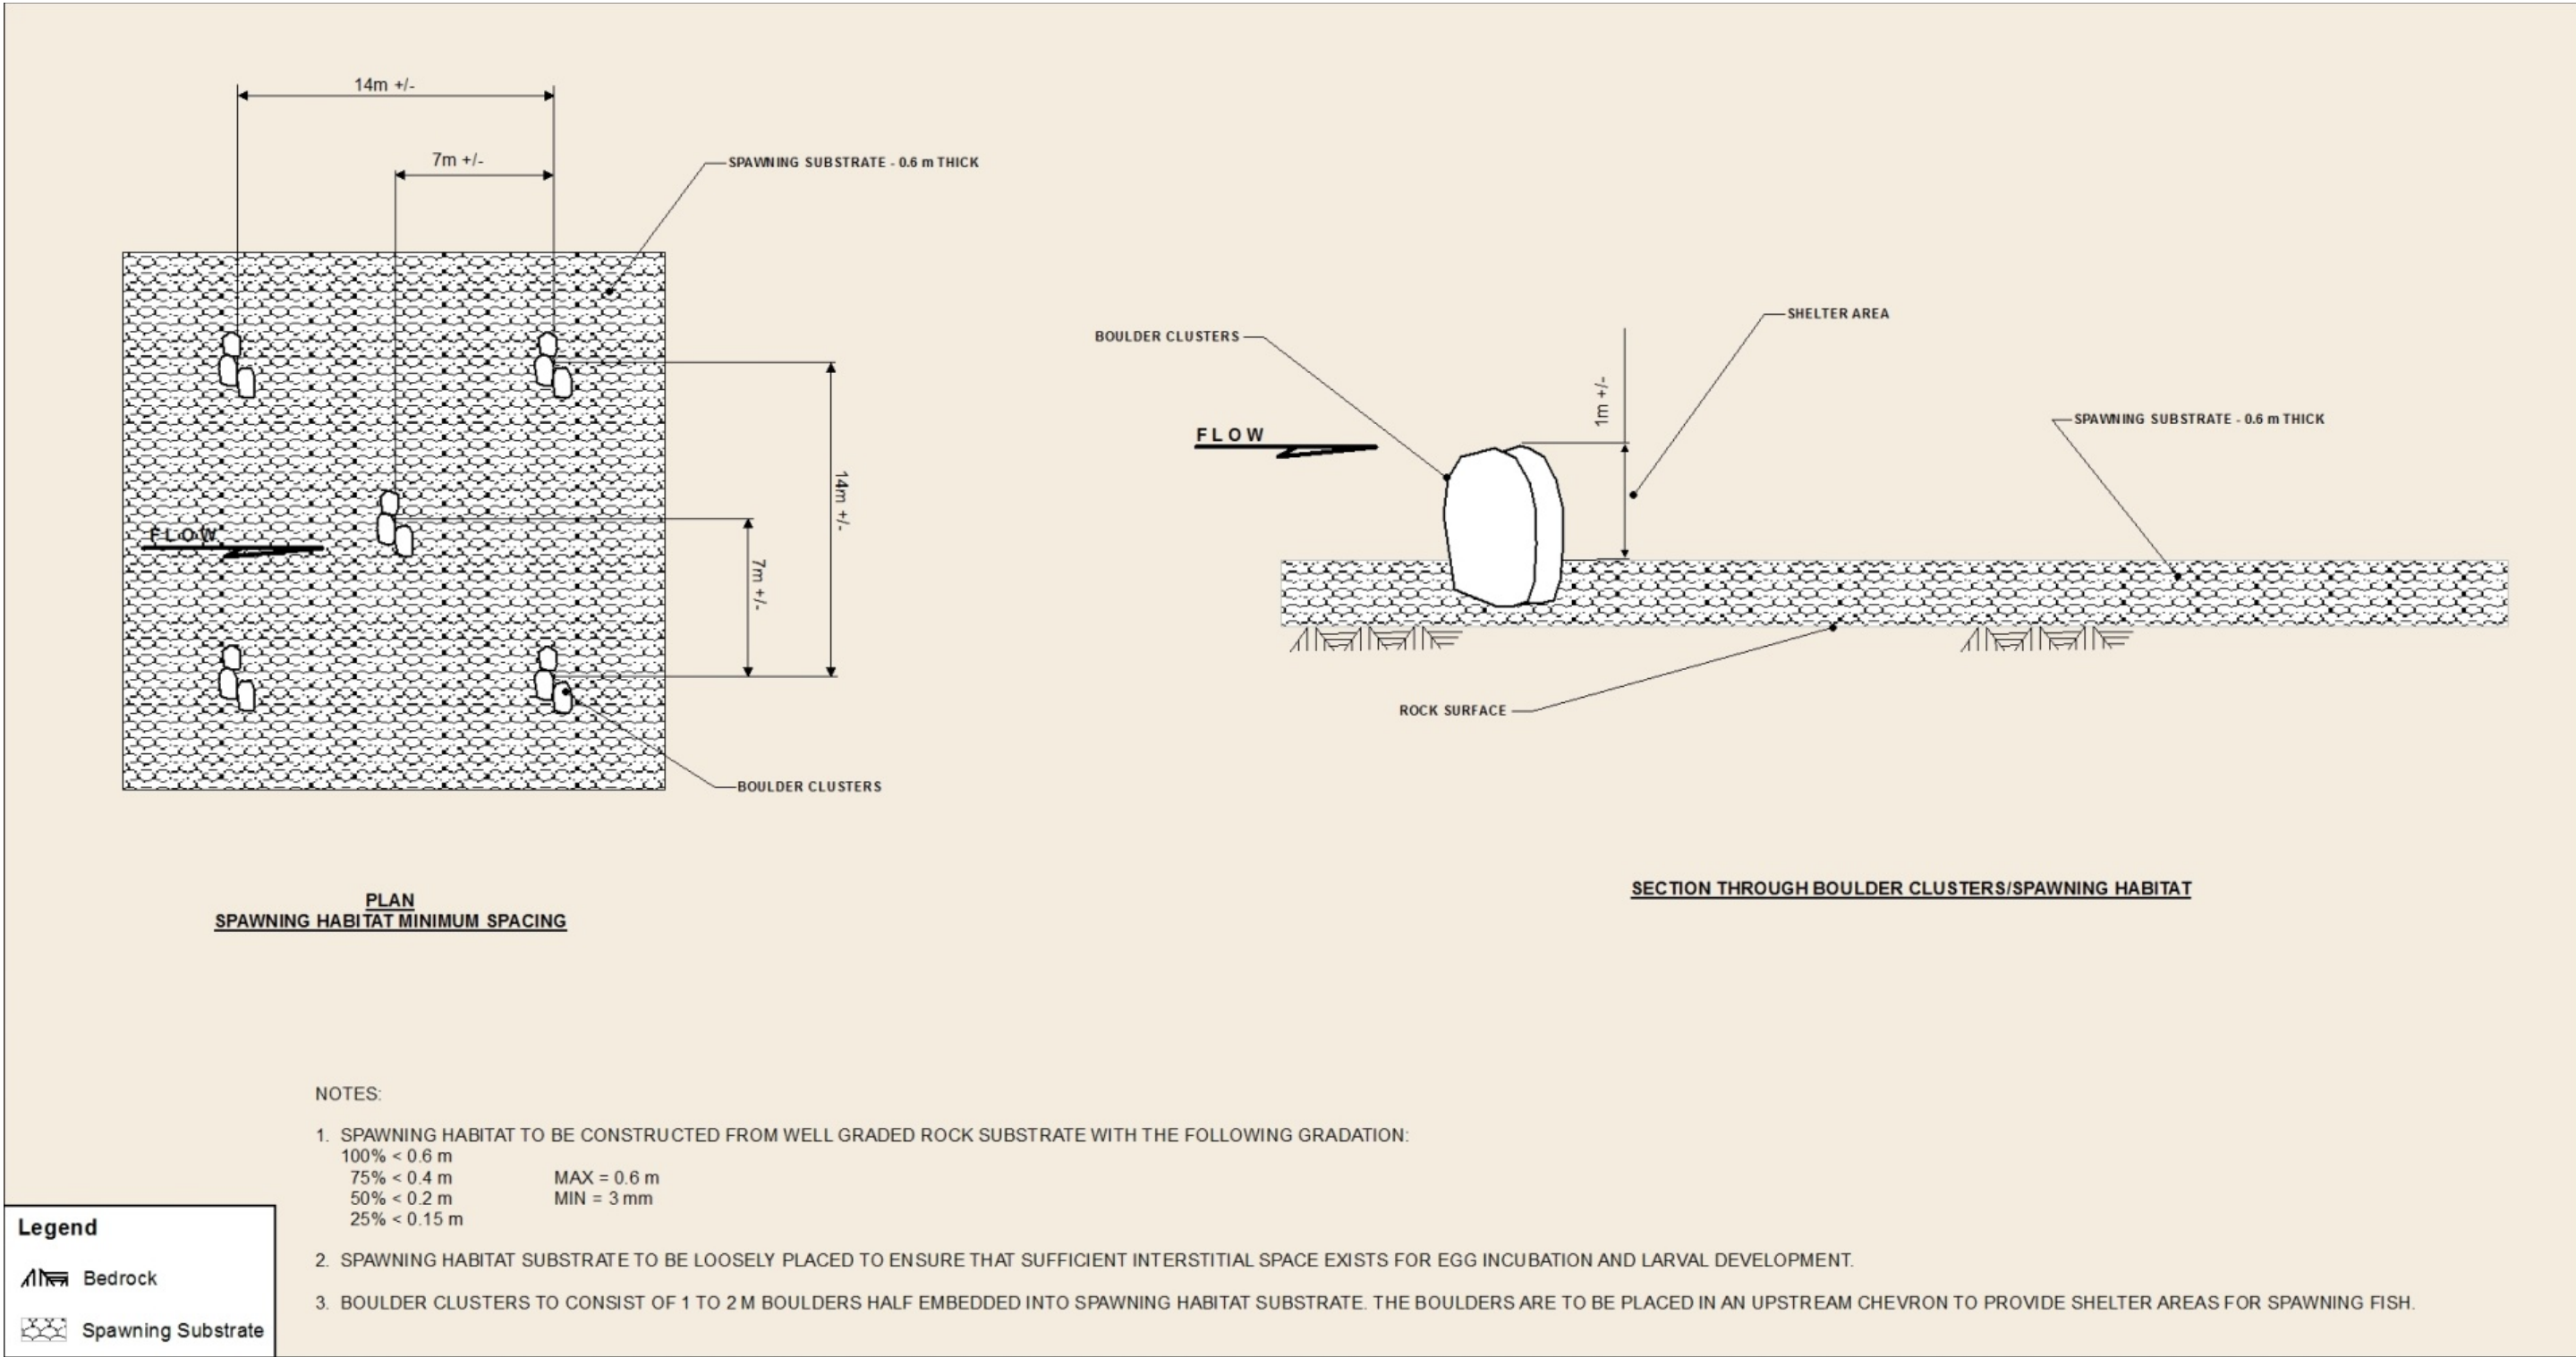 14m +/-
7m +/-
SPAWNING SUBSTRATE - 0.6 m THICK
FLOW
14m +/-
7m +/-
BOULDER CLUSTERS
PLAN
SPAWNING HABITAT MINIMUM SPACING
SHELTER AREA
BOULDER CLUSTERS
1m +/-
FLOW
SPAWNING SUBSTRATE - 0.6 m THICK
ROCK SURFACE
SECTION THROUGH BOULDER CLUSTERS/SPAWNING HABITAT
NOTES:
1. SPAWNING HABITAT TO BE CONSTRUCTED FROM WELL GRADED ROCK SUBSTRATE WITH THE FOLLOWING GRADATION:
100% < 0.6 m
75% < 0.4 m MAX = 0.6 m
50% < 0.2 m MIN = 3 mm
25% < 0.15 m
2. SPAWNING HABITAT SUBSTRATE TO BE LOOSELY PLACED TO ENSURE THAT SUFFICIENT INTERSTITIAL SPACE EXISTS FOR EGG INCUBATION AND LARVAL DEVELOPMENT.
3. BOULDER CLUSTERS TO CONSIST OF 1 TO 2 M BOULDERS HALF EMBEDDED INTO SPAWNING HABITAT SUBSTRATE. THE BOULDERS ARE TO BE PLACED IN AN UPSTREAM CHEVRON TO PROVIDE SHELTER AREAS FOR SPAWNING FISH.
Legend
Bedrock
Spawning Substrate